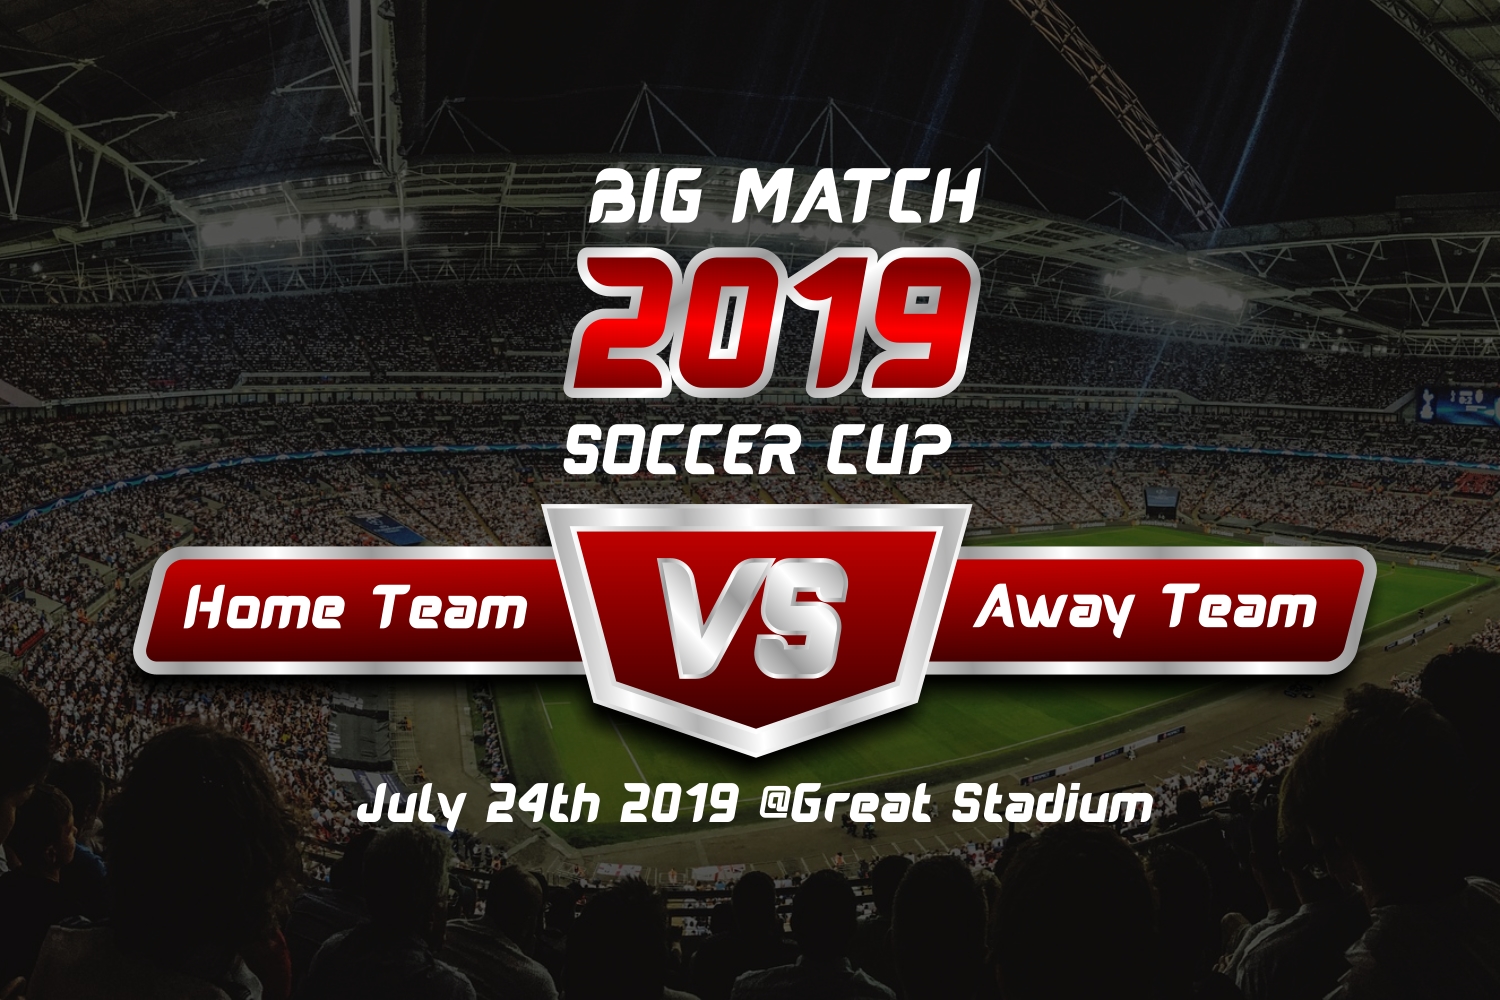 BIG MATCH
2019
SOCCER CUP
Home Team VS Away Team
July 24th 2019 @Great Stadium